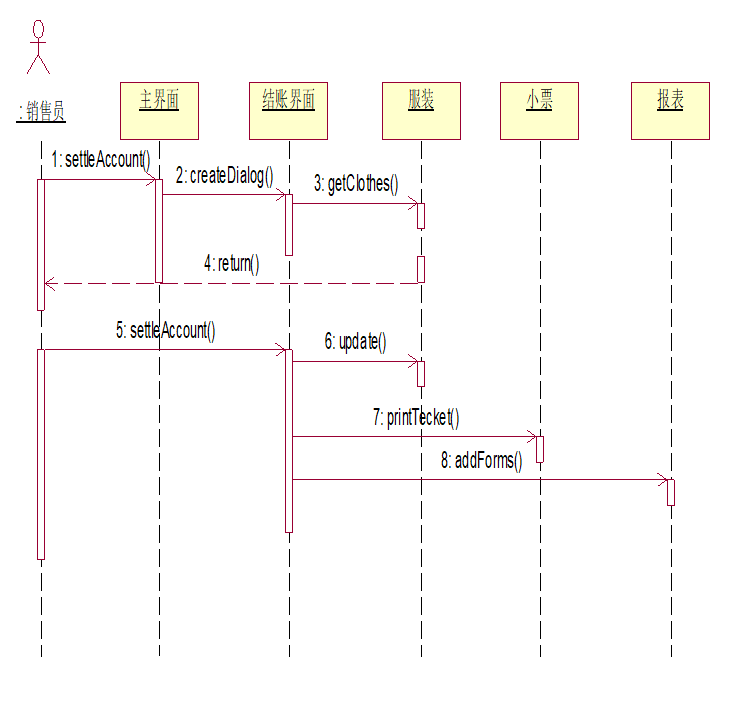 : 销售员
主界面
结账界面
服装
小票
报表
1: settleAccount()
2: createDialog()
3: getClothes()
4: return()
5: settleAccount()
6: update()
7: printTecket()
8: addForms()